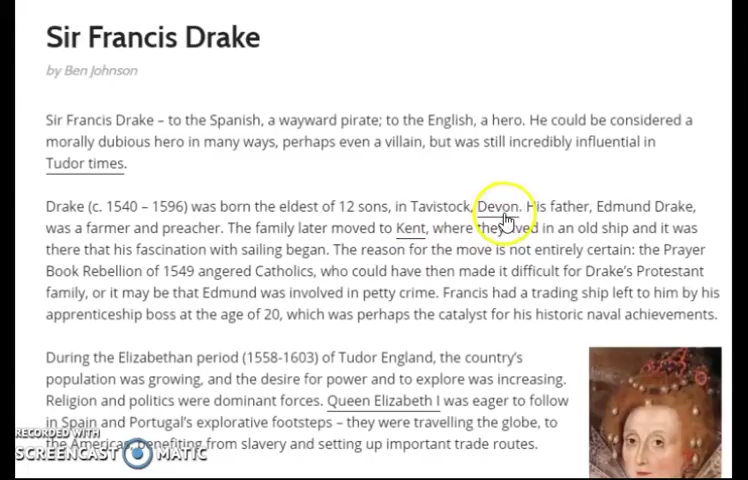 Sir Francis Drake
by Ben Johnson
Sir Francis Drake – to the Spanish, a wayward pirate; to the English, a hero. He could be considered a
morally dubious hero in many ways, perhaps even a villain, but was still incredibly influential in
Tudor times.
Drake (c. 1540 – 1596) was born the eldest of 12 sons, in Tavistock, Devon. His father, Edmund Drake,
was a farmer and preacher. The family later moved to Kent, where they lived in an old ship and it was
there that his fascination with sailing began. The reason for the move is not entirely certain: the Prayer
Book Rebellion of 1549 angered Catholics, who could have then made it difficult for Drake's Protestant
family, or it may be that Edmund was involved in petty crime. Francis had a trading ship left to him by his
apprenticeship boss at the age of 20, which was perhaps the catalyst for his historic naval achievements.
During the Elizabethan period (1558-1603) of Tudor England, the country's
population was growing, and the desire for power and to explore was increasing.
Religion and politics were dominant forces. Queen Elizabeth I was eager to follow
in Spain and Portugal's explorative footsteps – they were travelling the globe, to
the Americas, benefiting from slavery and setting up important trade routes.
RECORDED WITH
SCREENCAST MATIC